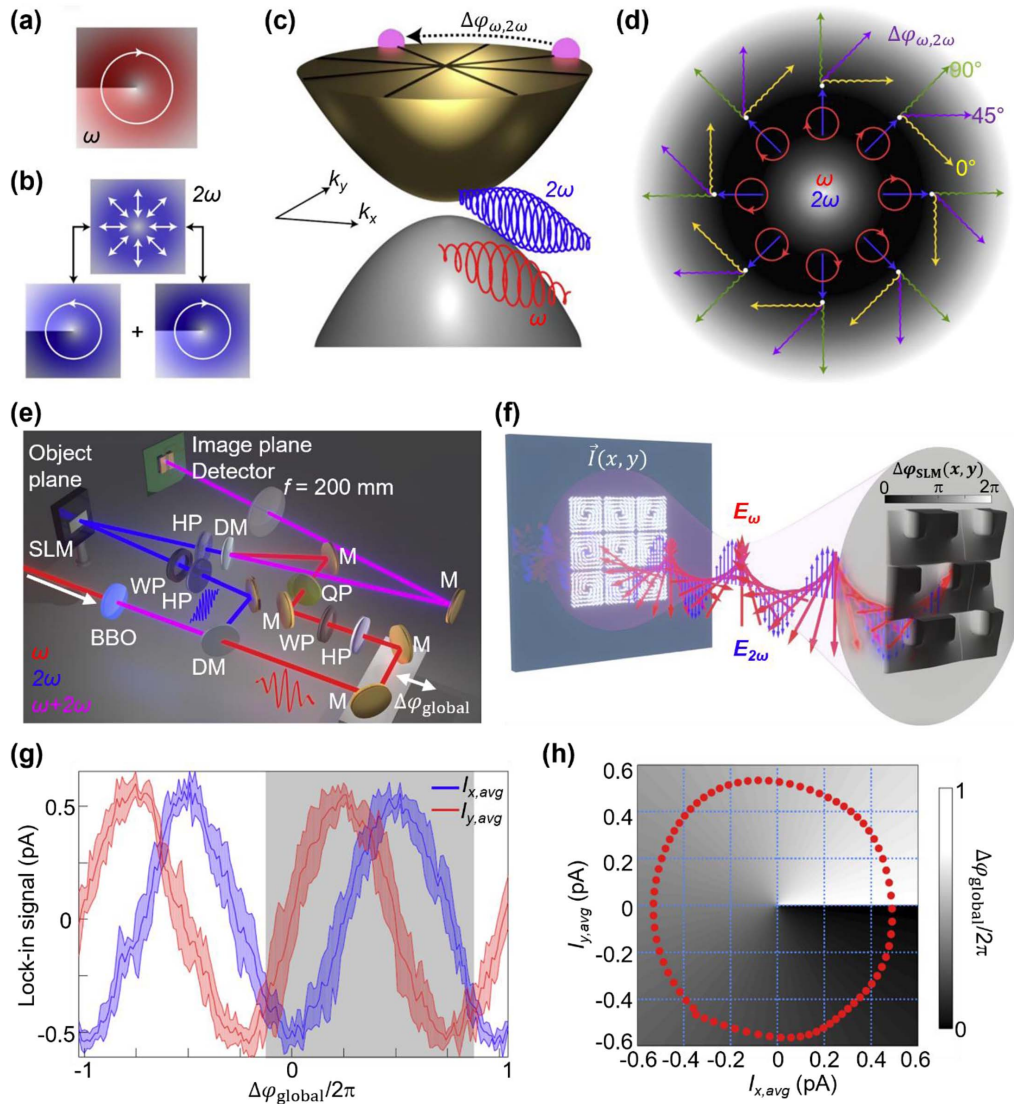 (a)
ω
(b)
2ω
+
(c)
Δφω,2ω
ky
kx
2ω
ω
(d)
Δφω,2ω
90°
45°
0°
ω
2ω
(e)
Object
plane
Image plane
Detector
f = 200 mm
HP
DM
SLM
M
WP
HP
QP
M
M
BBO
WP
HP
M
DM
M
Δφglobal
ω
2ω
ω+2ω
(f)
I⃗(x, y)
ΔφSLM(x, y)
0 π 2π
Eω
E2ω
(g)
Lock-in signal (pA)
0.5
0
-0.5
Ix,avg
Iy,avg
-1 0 1
Δφglobal/2π
(h)
Iy,avg (pA)
0.6
0.4
0.2
0
-0.2
-0.4
-0.6
-0.6 -0.4 -0.2 0 0.2 0.4 0.6
Ix,avg (pA)
1
0
Δφglobal/2π